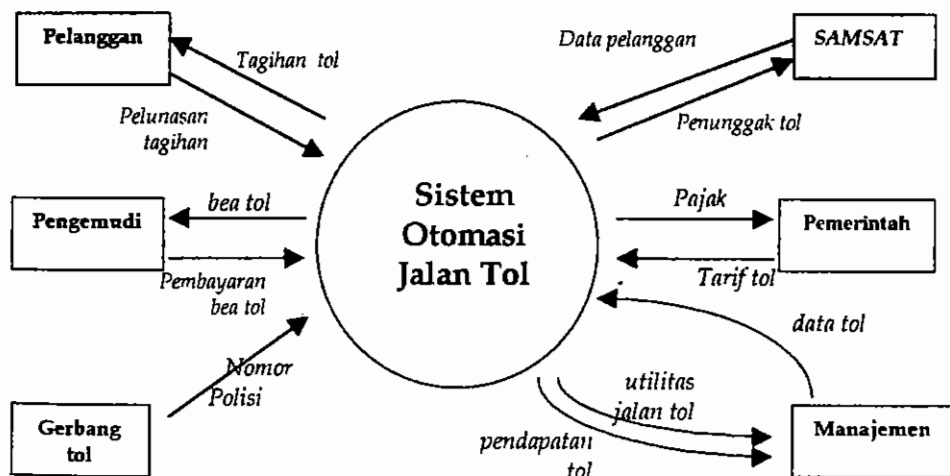 Pelanggan
Tagihan tol
Pelunasan
tagihan
Data pelanggan
SAMSAT
Penunggak tol
Sistem
Otomasi
Jalan Tol
Pengemudi
bea tol
Pembayaran
bea tol
Pajak
Pemerintah
Tarif tol
data tol
Nomor
Polisi
Gerbang
tol
utilitas
jalan tol
pendapatan
tol
Manajemen